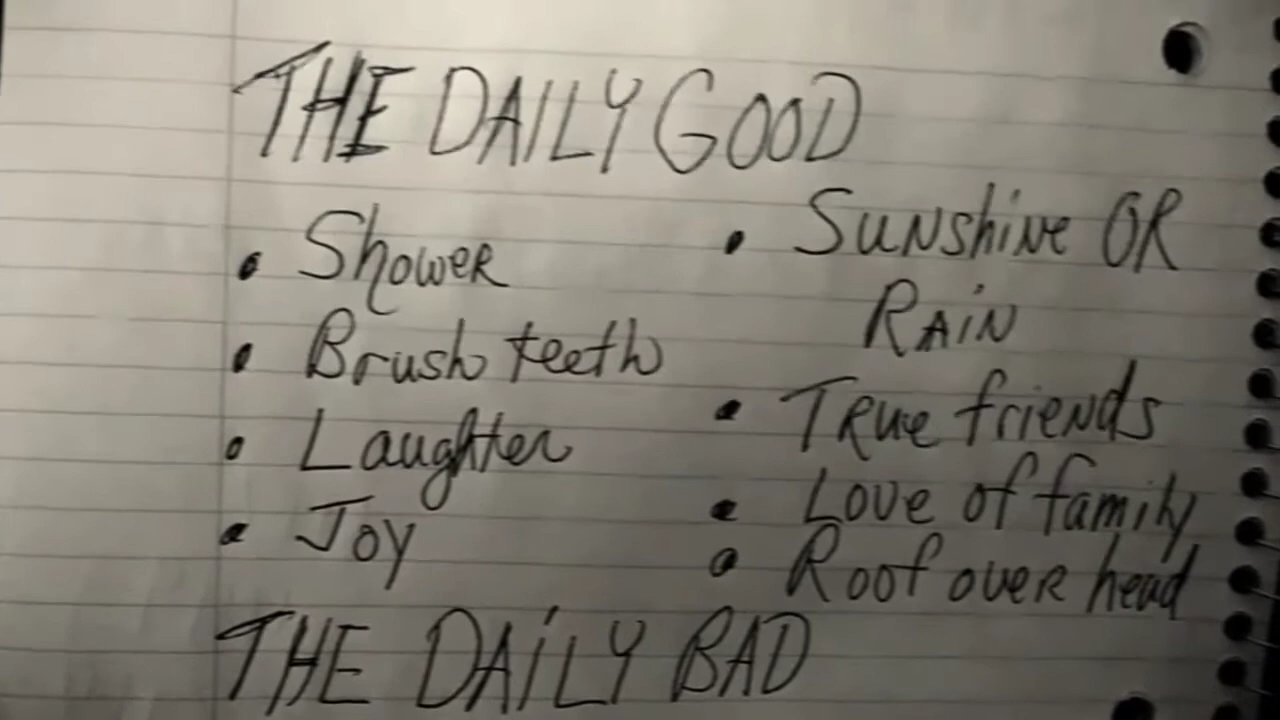 THE DAILY GOOD
• Shower
• Brush teeth
• Laughter
• Joy
• Sunshine OR
RAiN
• TRue friends
• Love of family
• Roof over head
THE DAiLY BAD